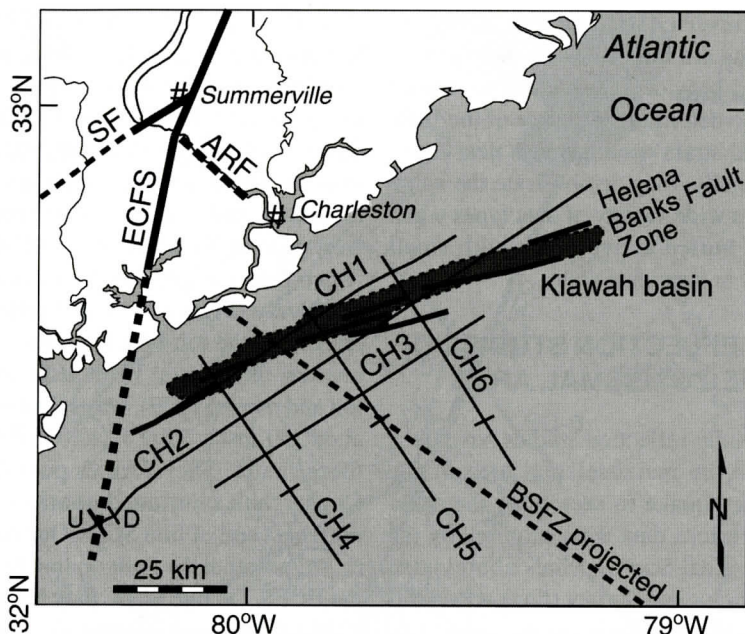 Atlantic
Ocean
33°N
#
Summerville
SF
ARF
ECFS
#
Charleston
Helena
Banks Fault
Zone
Kiawah basin
CH1
CH3
CH6
CH2
CH4
CH5
BSFZ projected
U
D
N
25 km
32°N
80°W
79°W